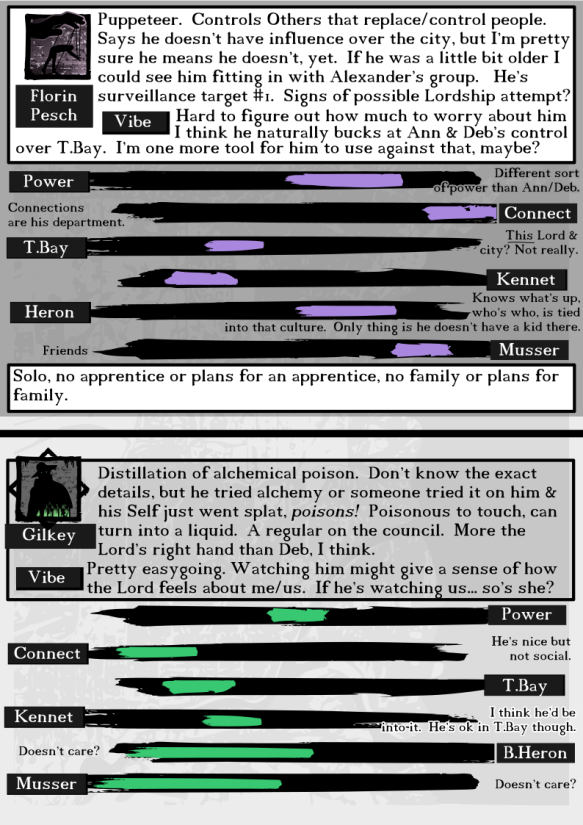 Puppeteer. Controls Others that replace/control people.
Says he doesn't have influence over the city, but I'm pretty
sure he means he doesn't, yet. If he was a little bit older I
could see him fitting in with Alexander's group. He's
surveillance target #1. Signs of possible Lordship attempt?
Florin
Pesch
Vibe
Hard to figure out how much to worry about him
I think he naturally bucks at Ann & Deb's control
over T.Bay. I'm one more tool for him to use against that, maybe?
Power
Different sort
of power than Ann/Deb.
Connections
are his department.
Connect
T.Bay
This Lord &
city? Not really.
Kennet
Heron
Knows what's up,
who's who, is tied
into that culture. Only thing is he doesn't have a kid there.
Friends
Musser
Solo, no apprentice or plans for an apprentice, no family or plans for
family.
Distillation of alchemical poison. Don't know the exact
details, but he tried alchemy or someone tried it on him &
his Self just went splat, poisons! Poisonous to touch, can
turn into a liquid. A regular on the council. More the
Lord's right hand than Deb, I think.
Gilkey
Vibe
Pretty easygoing. Watching him might give a sense of how
the Lord feels about me/us. If he's watching us... so's she?
Power
Connect
He's nice but
not social.
T.Bay
Kennet
I think he'd be
into it. He's ok in T.Bay though.
Doesn't care?
B.Heron
Musser
Doesn't care?